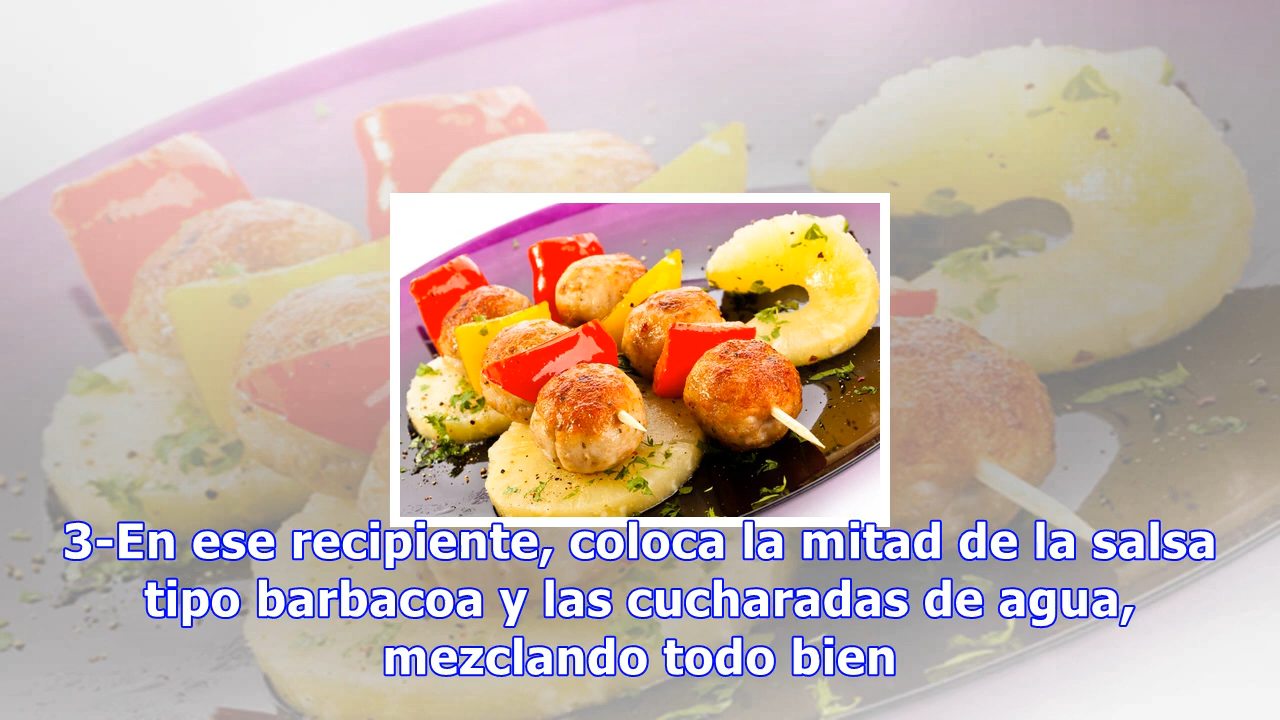 3-En ese recipiente, coloca la mitad de la salsa
tipo barbacoa y las cucharadas de agua,
mezclando todo bien